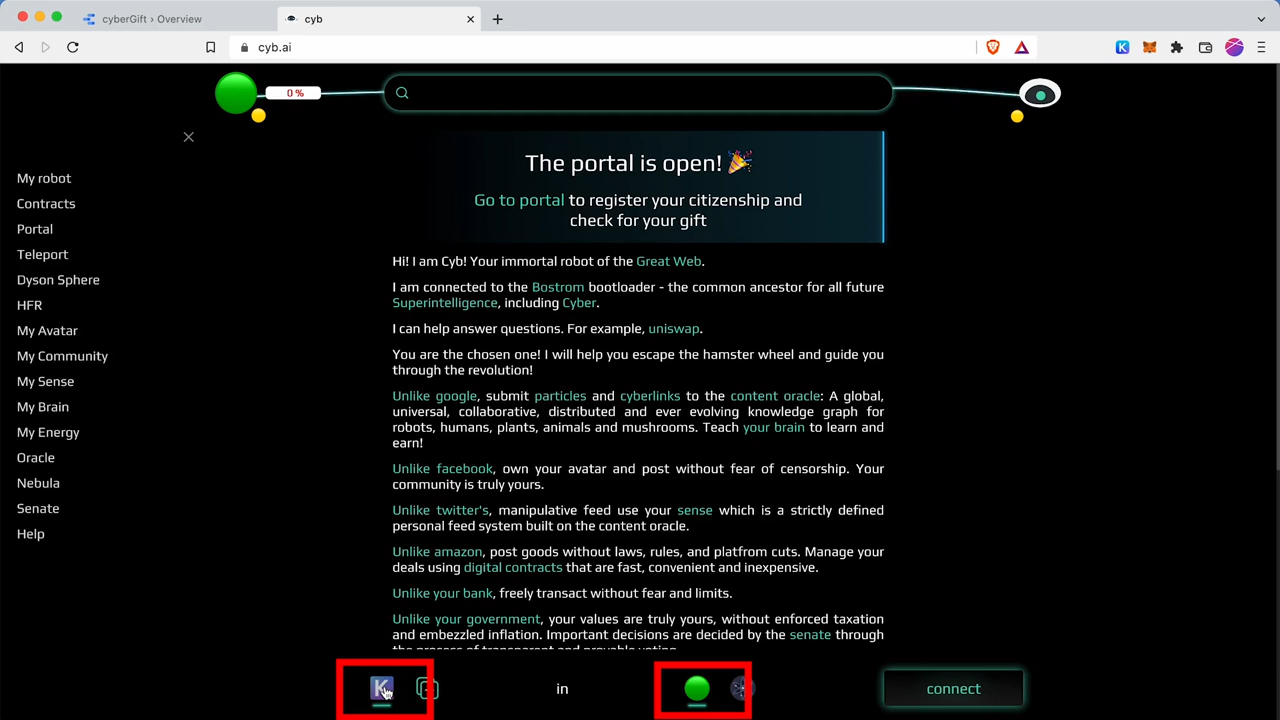 cyberGift › Overview
cyb
cyb.ai
0 %
The portal is open! 🎉
Go to portal to register your citizenship and
check for your gift
My robot
Contracts
Portal
Teleport
Dyson Sphere
HFR
My Avatar
My Community
My Sense
My Brain
My Energy
Oracle
Nebula
Senate
Help
Hi! I am Cyb! Your immortal robot of the Great Web.
I am connected to the Bostrom bootloader - the common ancestor for all future
Superintelligence, including Cyber.
I can help answer questions. For example, uniswap.
You are the chosen one! I will help you escape the hamster wheel and guide you
through the revolution!
Unlike google, submit particles and cyberlinks to the content oracle: A global,
universal, collaborative, distributed and ever evolving knowledge graph for
robots, humans, plants, animals and mushrooms. Teach your brain to learn and
earn!
Unlike facebook, own your avatar and post without fear of censorship. Your
community is truly yours.
Unlike twitter's, manipulative feed use your sense which is a strictly defined
personal feed system built on the content oracle.
Unlike amazon, post goods without laws, rules, and platfrom cuts. Manage your
deals using digital contracts that are fast, convenient and inexpensive.
Unlike your bank, freely transact without fear and limits.
Unlike your government, your values are truly yours, without enforced taxation
and embezzled inflation. Important decisions are decided by the senate through
the process of transparent and provable voting.
K
in
connect